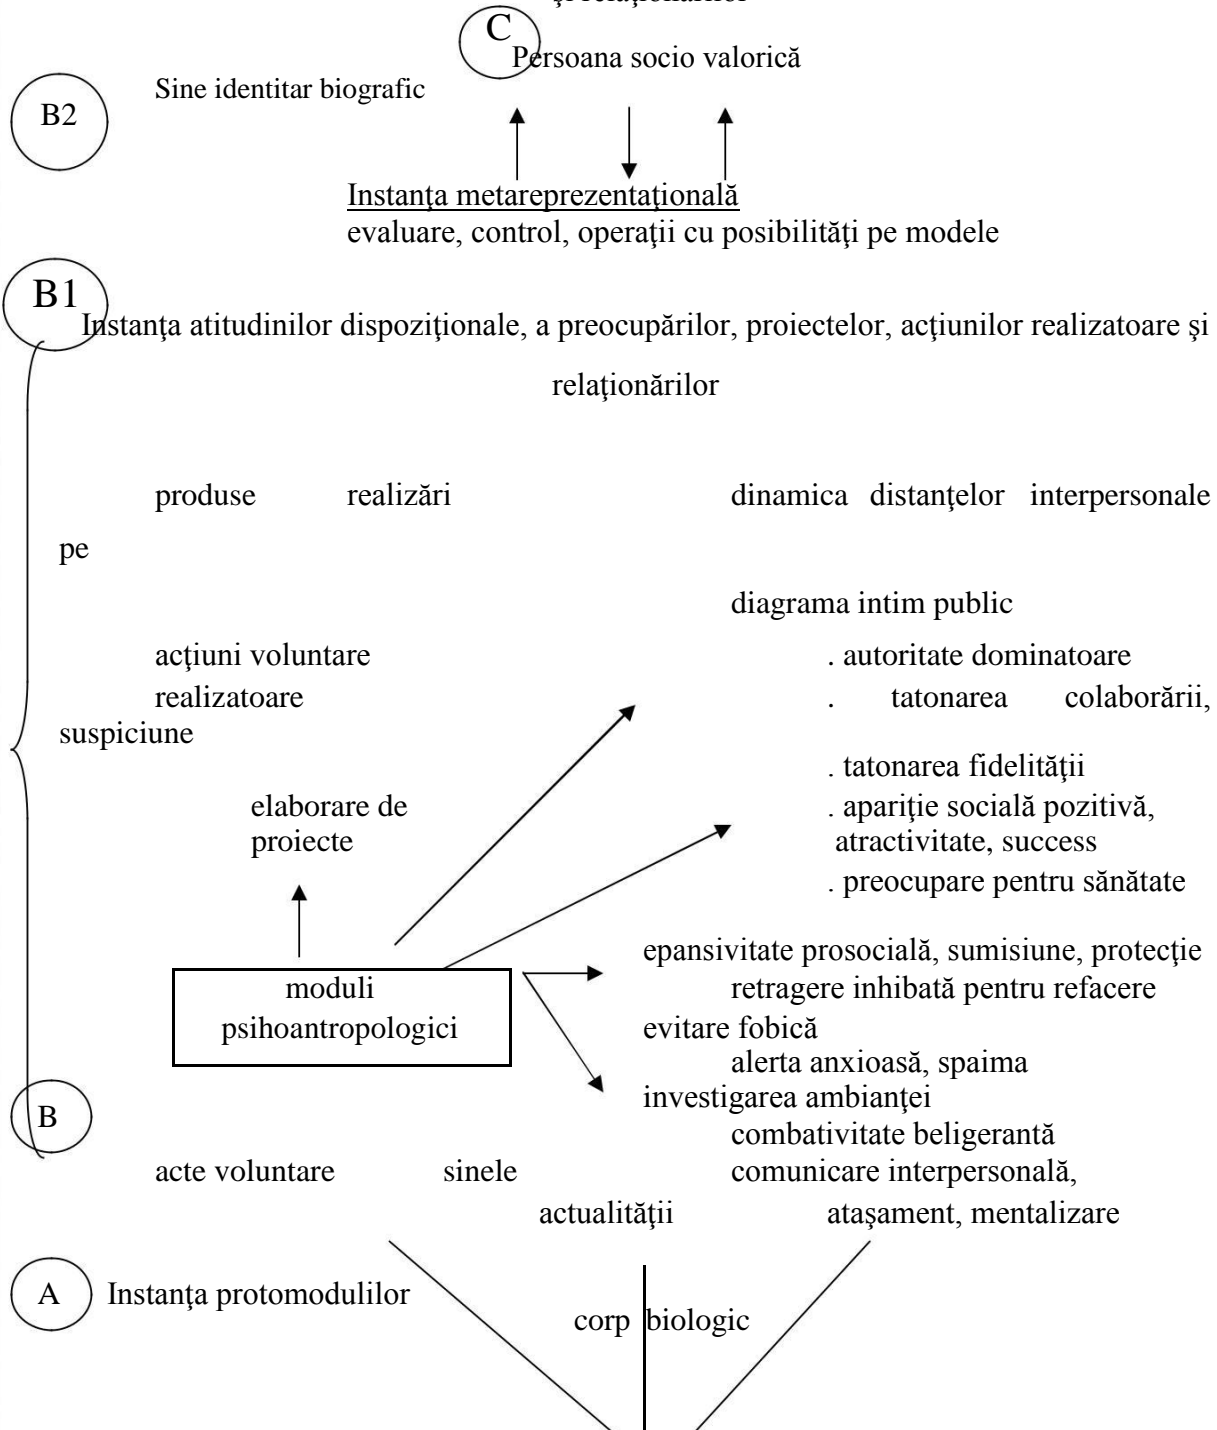 şi relaţionărilor
C
Persoana socio valorică
Sine identitar biografic
B2
Instanţa metareprezentaţională
evaluare, control, operaţii cu posibilităţi pe modele
B1
Instanţa atitudinilor dispoziţionale, a preocupărilor, proiectelor, acţiunilor realizatoare şi
relaţionărilor
produse realizări dinamica distanţelor interpersonale
pe
diagrama intim public
acţiuni voluntare . autoritate dominatoare
realizatoare . tatonarea colaborării,
suspiciune
. tatonarea fidelităţii
elaborare de . apariţie socială pozitivă,
proiecte atractivitate, success
. preocupare pentru sănătate
epansivitate prosocială, sumisiune, protecţie
moduli retragere inhibată pentru refacere
psihoantropologici evitare fobică
alerta anxioasă, spaima
investigarea ambianţei
B
combativitate beligerantă
acte voluntare sinele comunicare interpersonală,
actualităţii ataşament, mentalizare
A Instanţa protomodulilor
corp biologic